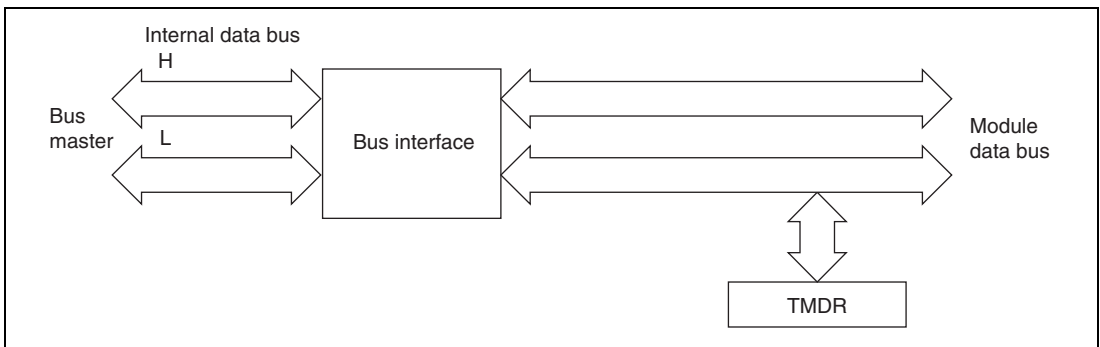 Internal data bus
H
Bus
master
L
Bus interface
Module
data bus
TMDR